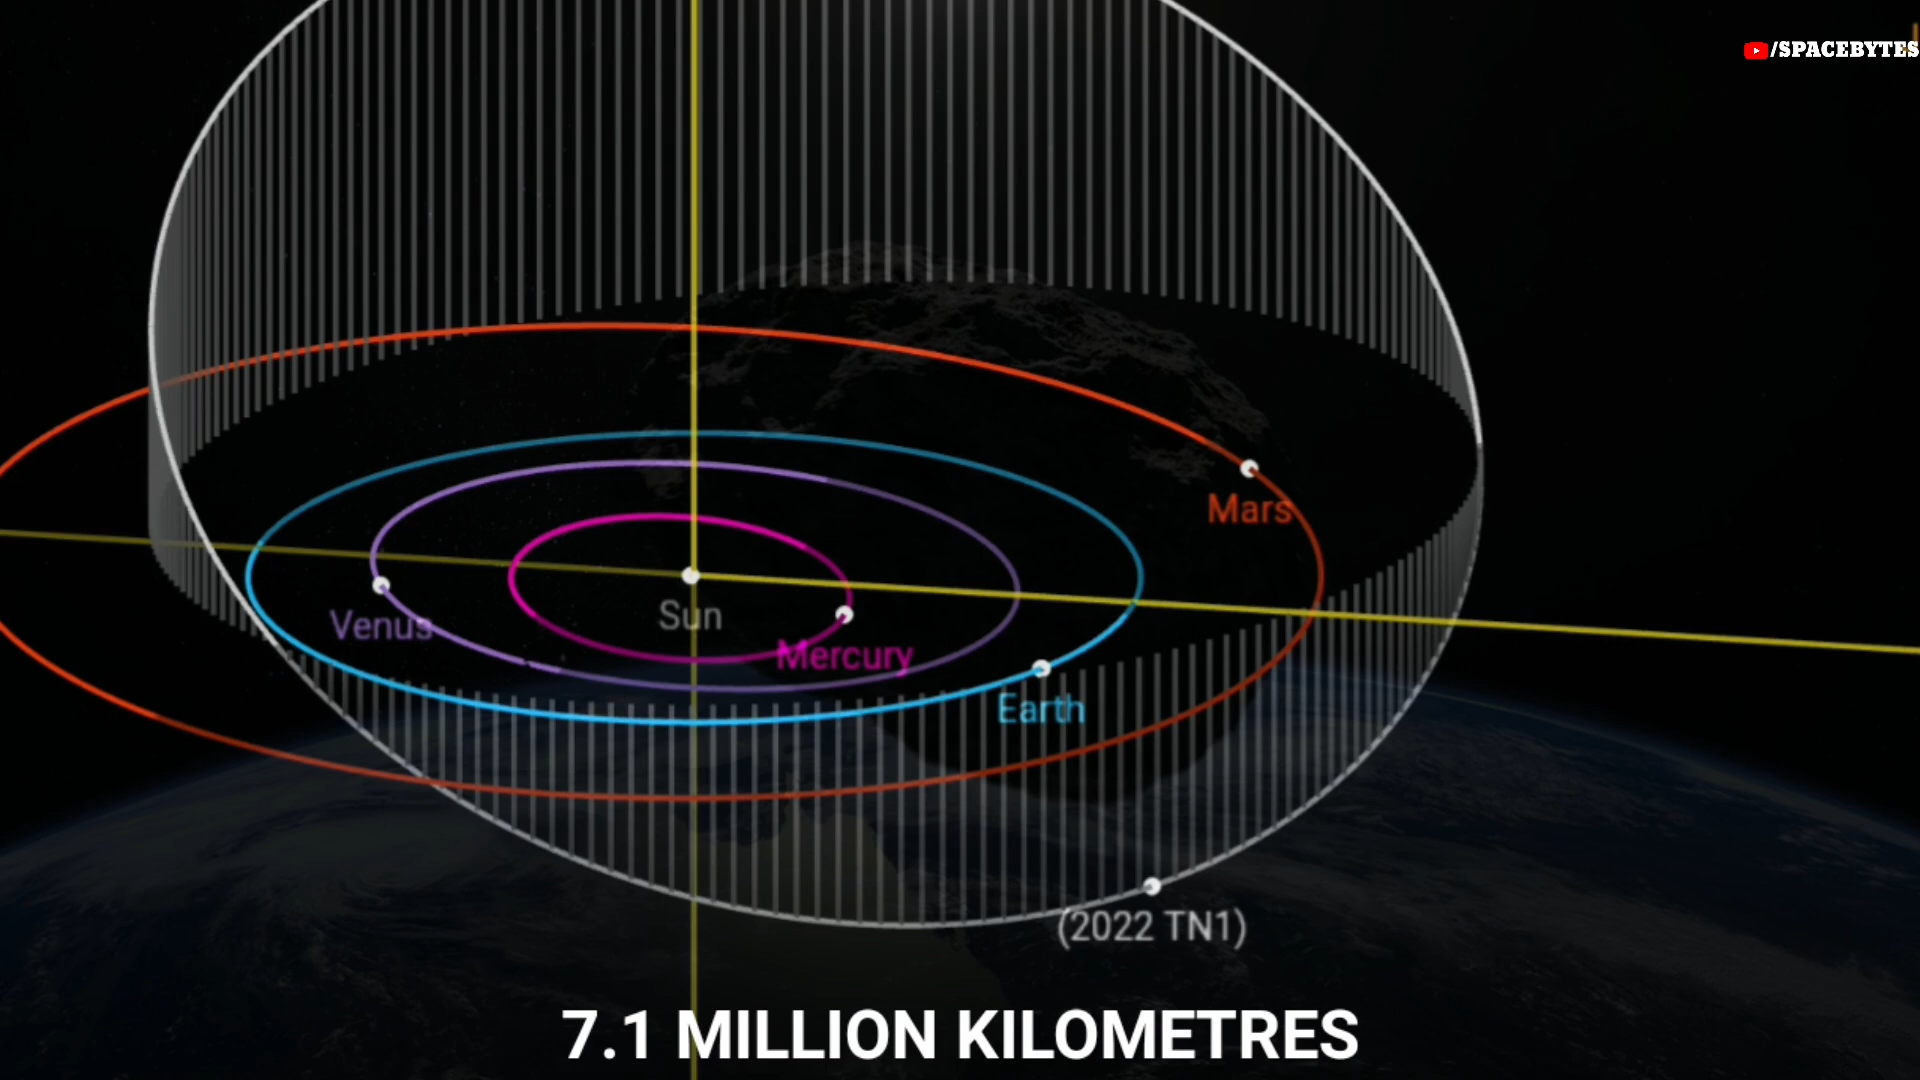 /SPACEBYTES
Mars
Venus
Sun
Mercury
Earth
(2022 TN1)
7.1 MILLION KILOMETRES